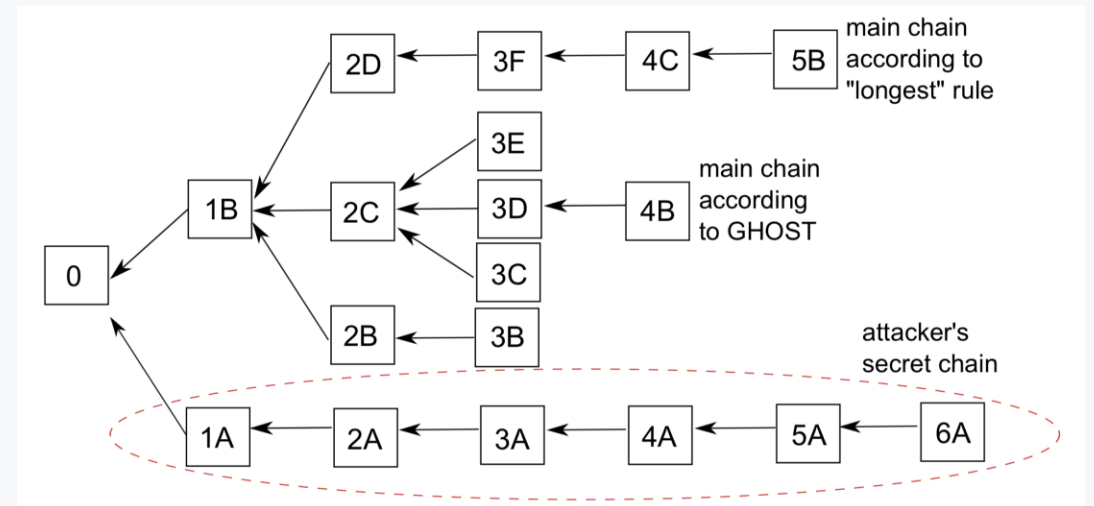 main chain
according to
"longest" rule
2D
3F
4C
5B
3E
main chain
according
to GHOST
1B
2C
3D
4B
0
3C
2B
3B
attacker's
secret chain
1A
2A
3A
4A
5A
6A